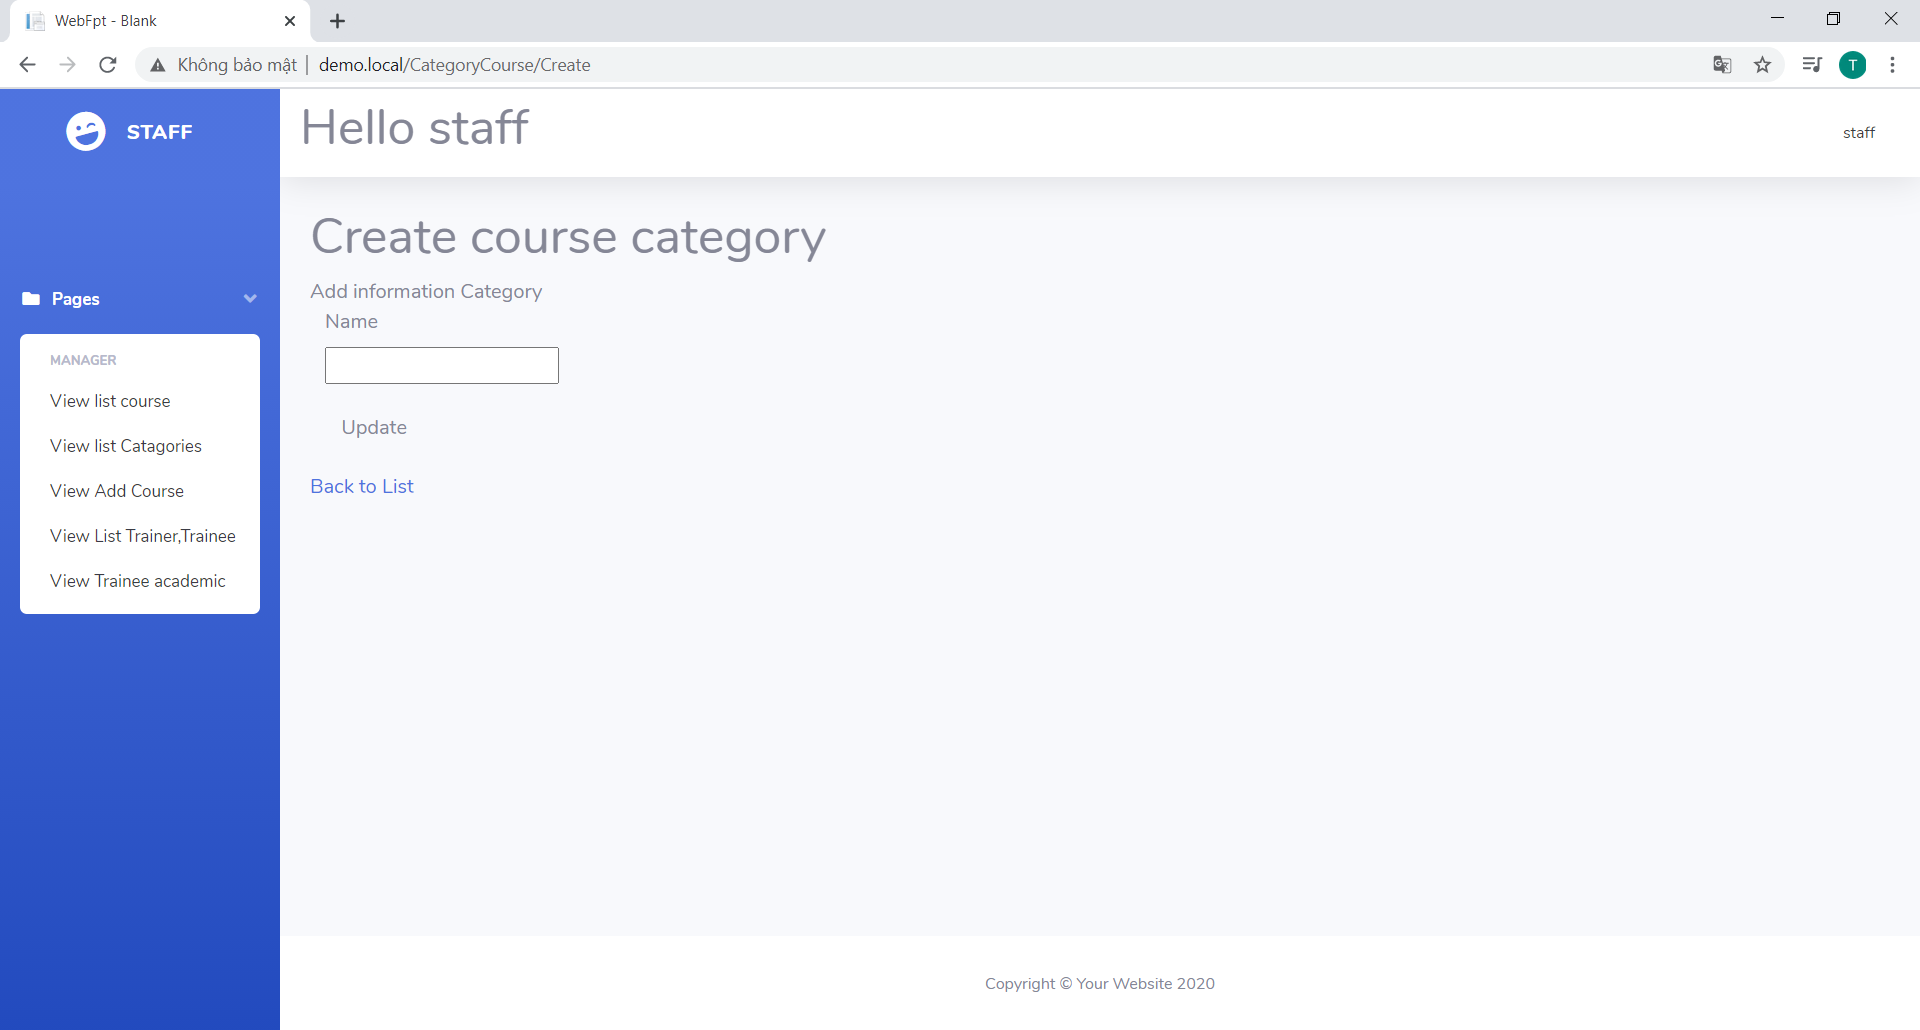 WebFpt - Blank
Không bảo mật | demo.local/CategoryCourse/Create
T
STAFF
Hello staff
staff
Pages
MANAGER
View list course
View list Catagories
View Add Course
View List Trainer,Trainee
View Trainee academic
Create course category
Add information Category
Name
Update
Back to List
Copyright © Your Website 2020